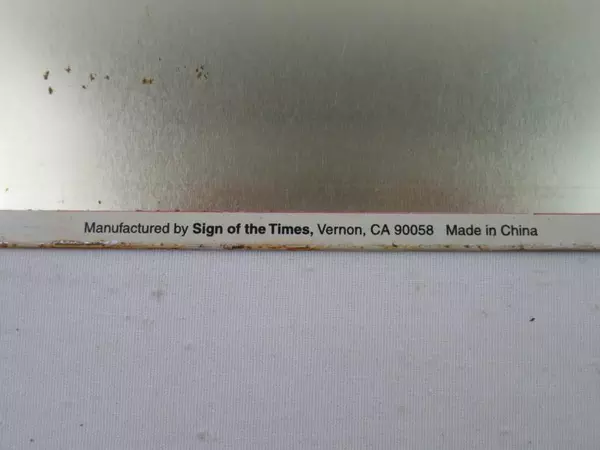 Manufactured by Sign of the Times, Vernon, CA 90058 Made in China